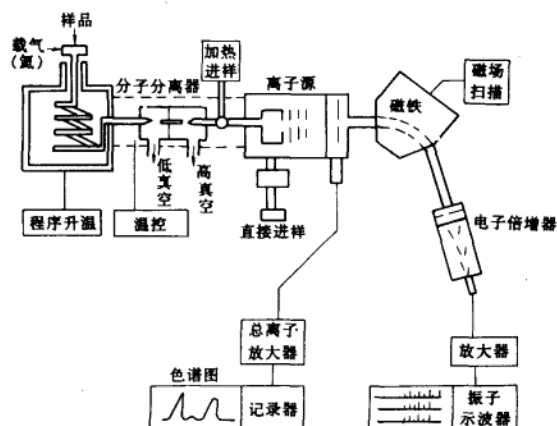 样品
载气
(氦)
分子分离器
加热
进样
离子源
磁铁
磁场
扫描
低真空
高真空
程序升温
温控
直接进样
电子倍增器
总离子
放大器
放大器
色谱图
记录器
振子
示波器